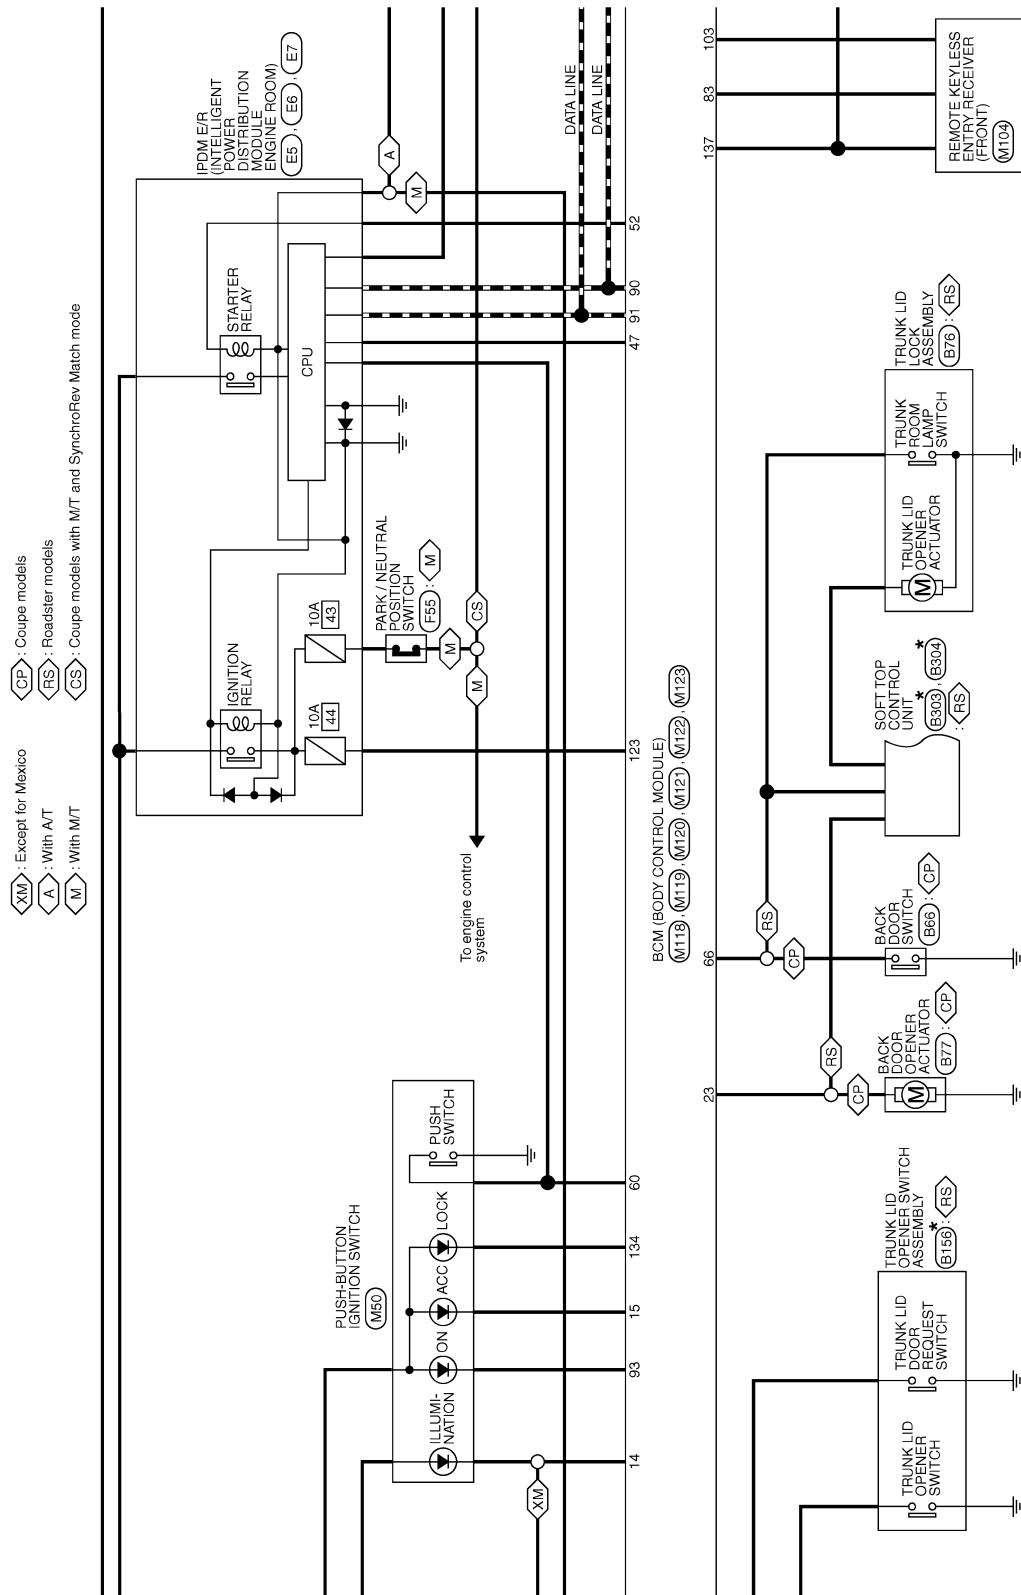 XM : Except for Mexico
A : With A/T
M : With M/T
CP : Coupe models
RS : Roadster models
CS : Coupe models with M/T and SynchroRev Match mode
IPDM E/R
(INTELLIGENT
POWER
DISTRIBUTION
MODULE
ENGINE ROOM)
E5 , E6 , E7
IGNITION
RELAY
STARTER
RELAY
CPU
10A
44
10A
43
PARK / NEUTRAL
POSITION
SWITCH
F55 : M
A
M
M
M
CS
To engine control
system
DATA LINE
DATA LINE
PUSH-BUTTON
IGNITION SWITCH
M50
ILLUMI-
NATION
ON
ACC
LOCK
PUSH
SWITCH
XM
14
93
15
134
60
123
47
91
90
52
BCM (BODY CONTROL MODULE)
M118 , M119 , M120 , M121 , M122 , M123
23
66
137
83
103
TRUNK LID
OPENER SWITCH
ASSEMBLY
B156* : RS
TRUNK LID
OPENER
SWITCH
TRUNK LID
DOOR
REQUEST
SWITCH
RS
CP
BACK
DOOR
OPENER
ACTUATOR
B77 : CP
M
RS
CP
BACK
DOOR
SWITCH
B66 : CP
SOFT TOP
CONTROL
UNIT
B303* , B304*
: RS
TRUNK LID
LOCK
ASSEMBLY
B76 : RS
TRUNK LID
OPENER
ACTUATOR
M
TRUNK
ROOM
LAMP
SWITCH
REMOTE KEYLESS
ENTRY RECEIVER
(FRONT)
M104